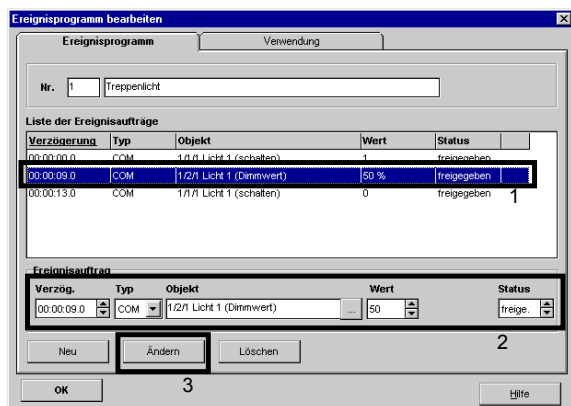 Ereignisprogramm bearbeiten
Ereignisprogramm Verwendung
Nr. 1 Treppenlicht
Liste der Ereignisaufträge
Verzögerung Typ Objekt Wert Status
00:00:00.0 COM 1/1/1 Licht 1 (schalten) 1 freigegeben
00:00:09.0 COM 1/2/1 Licht 1 (Dimmwert) 50 % freigegeben
00:00:13.0 COM 1/1/1 Licht 1 (schalten) 0 freigegeben
1
Ereignisauftrag
Verzög. Typ Objekt Wert Status
00:00:09.0 COM 1/2/1 Licht 1 (Dimmwert) ... 50 freige.
2
Neu Ändern Löschen
3
OK Hilfe